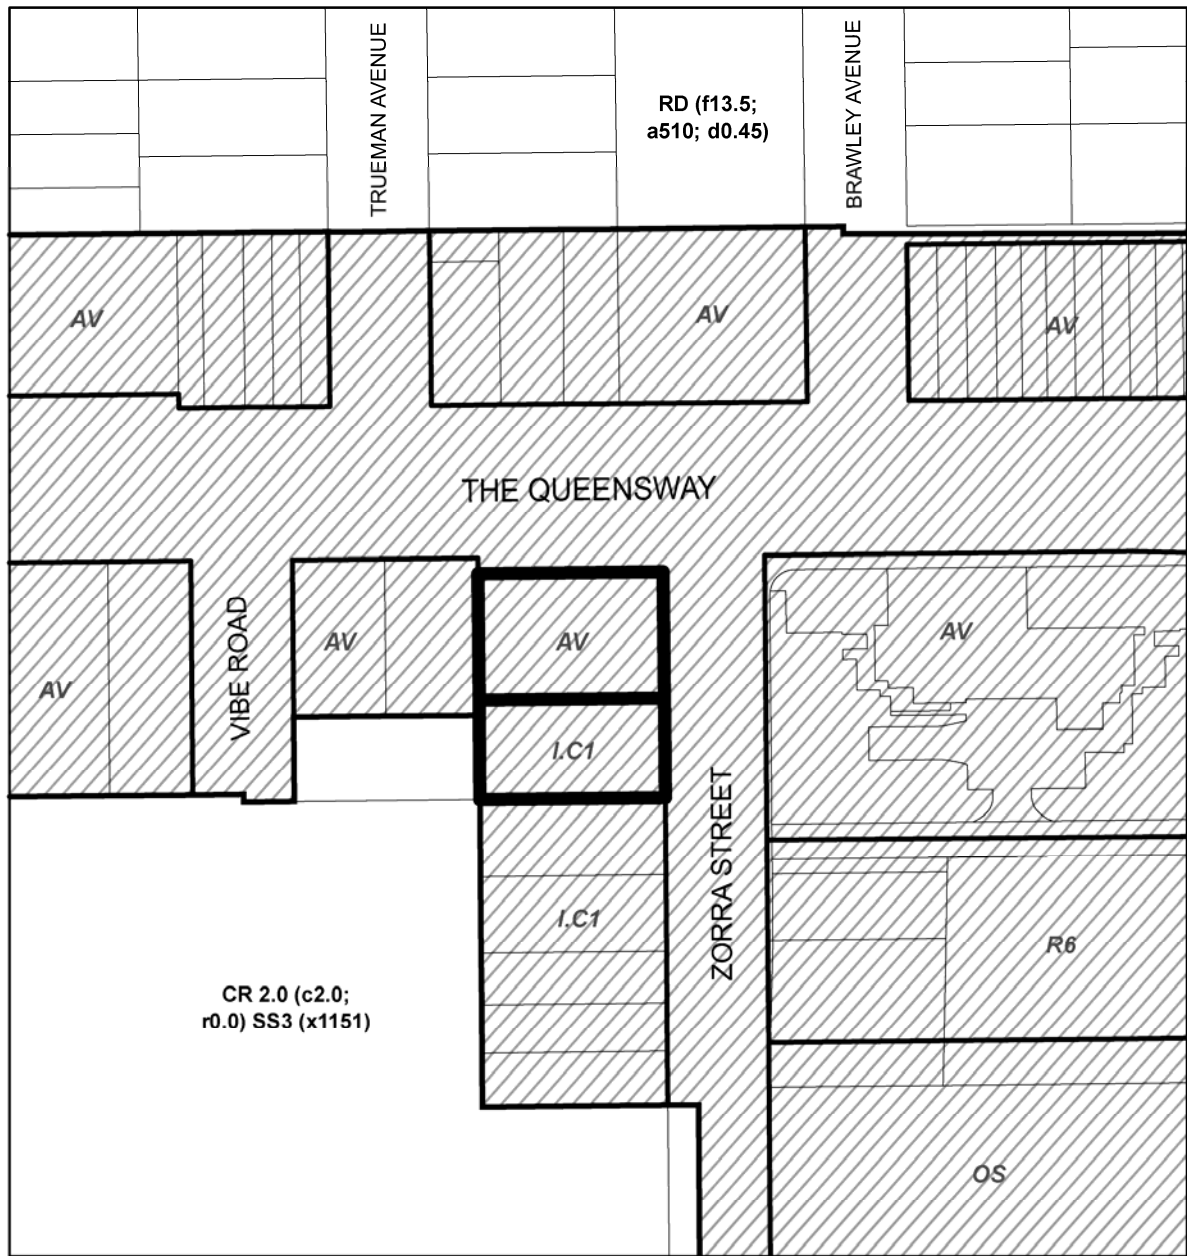 TRUEMAN AVENUE
RD (f13.5;
a510; d0.45)
BRAWLEY AVENUE
AV
AV
AV
THE QUEENSWAY
AV
VIBE ROAD
AV
AV
AV
I.C1
ZORRA STREET
I.C1
R6
CR 2.0 (c2.0;
r0.0) SS3 (x1151)
OS